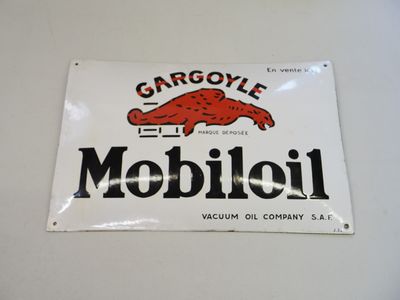 En vente ici
GARGOYLE
MARQUE DÉPOSÉE
Mobiloil
VACUUM OIL COMPANY S.A.F.